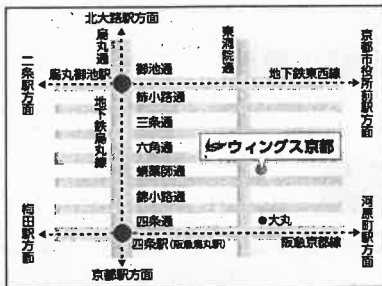 北大路駅方面
烏丸通
東洞院通
二条駅方面
烏丸御池駅
御池通
地下鉄東西線
京都市役所前駅方面
地下鉄烏丸線
姉小路通
三条通
六角通
ウィングス京都
蛸薬師通
錦小路通
梅田駅方面
四条通
大丸
河原町駅方面
四条駅(阪急烏丸駅)
阪急京都線
京都駅方面